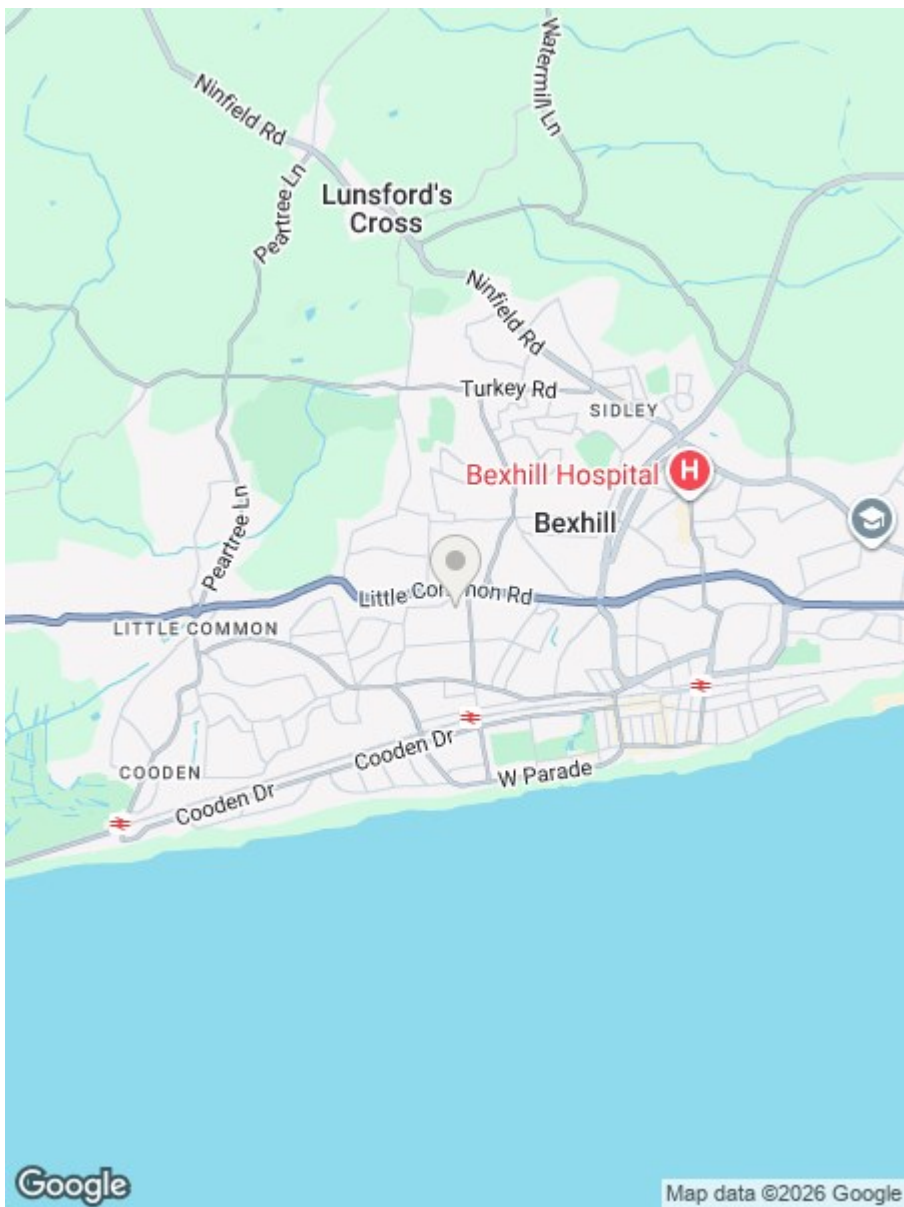 Watermill Ln
Ninfield Rd
Lunsford's
Cross
Peartree Ln
Ninfield Rd
Turkey Rd
SIDLEY
Bexhill Hospital
H
Bexhill
Peartree Ln
Little Common Rd
LITTLE COMMON
Cooden Dr
COODEN
W Parade
Cooden Dr
Google
Map data ©2026 Google